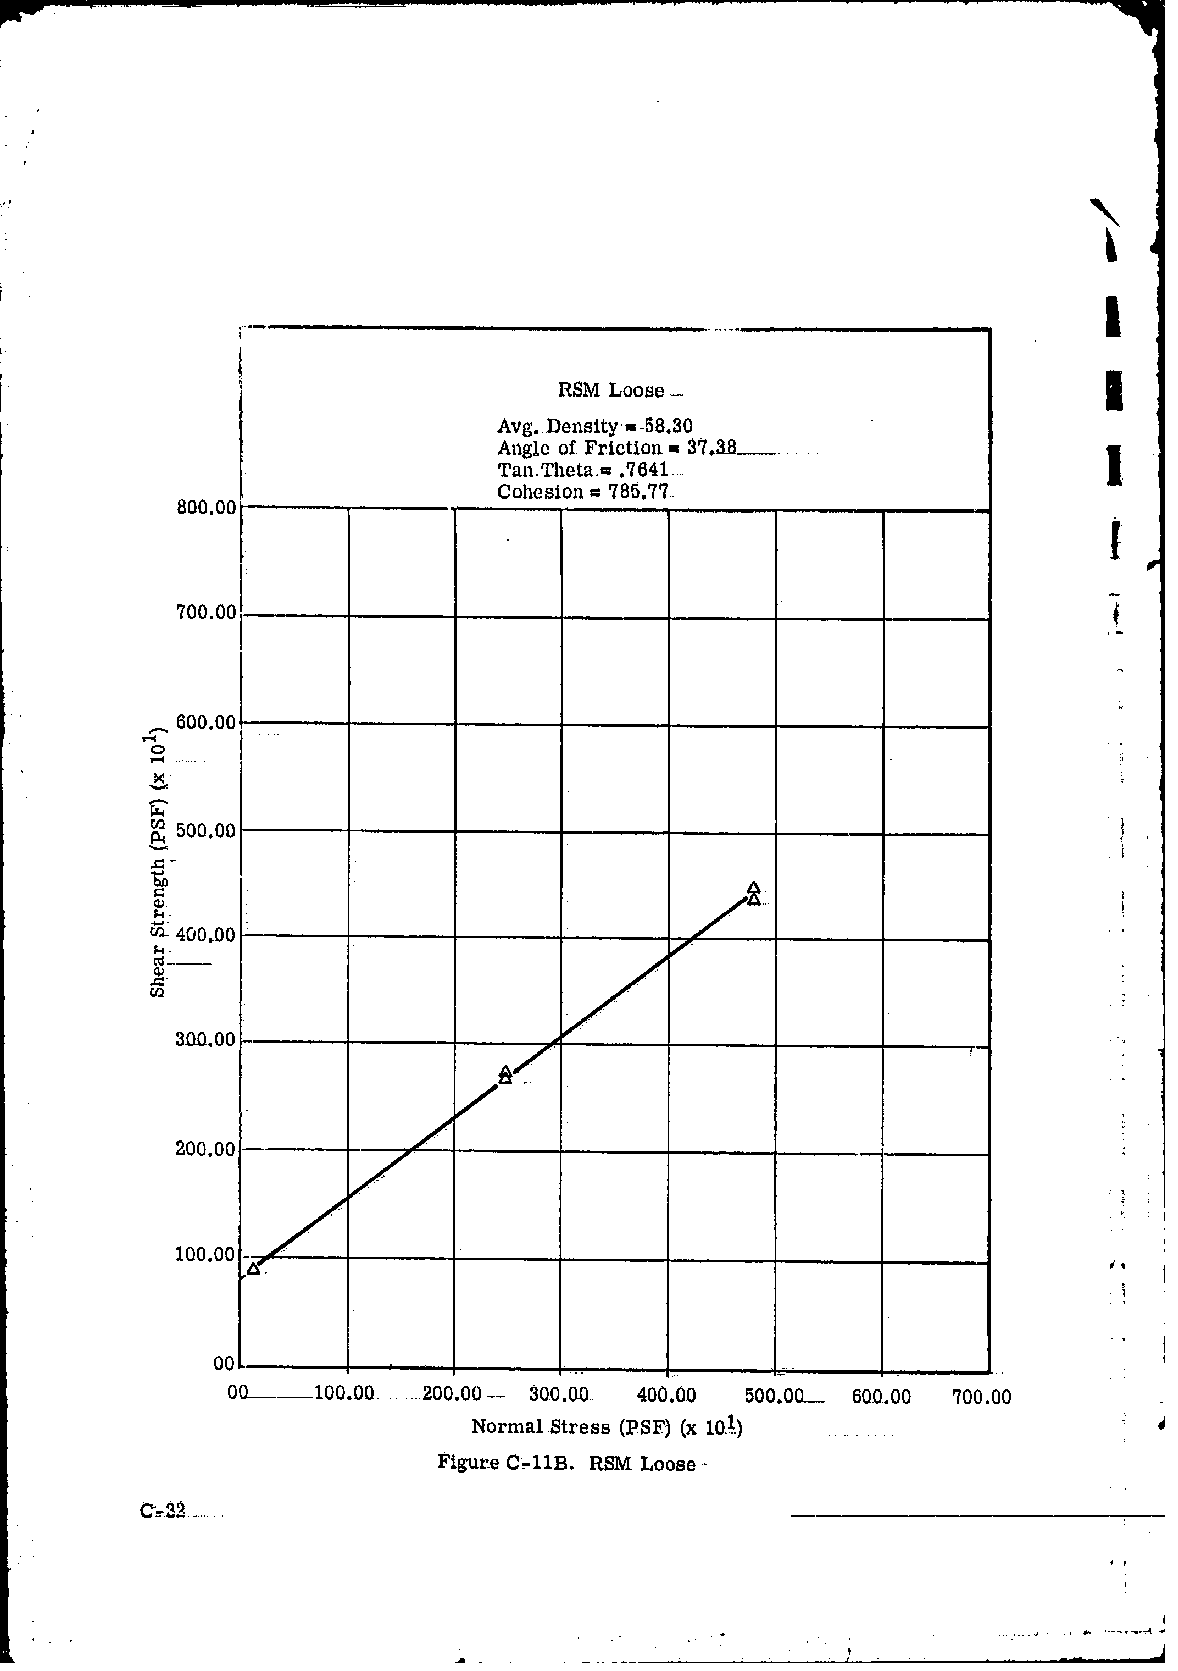 RSM Loose
Avg. Density = 58.30
Angle of Friction = 37.38
Tan Theta = .7641
Cohesion = 785.77
800.00
700.00
600.00
500.00
400.00
300.00
200.00
100.00
00
Shear Strength (PSF) (x 10¹)
00 100.00 200.00 300.00 400.00 500.00 600.00 700.00
Normal Stress (PSF) (x 10¹)
Figure C-11B. RSM Loose
C-32